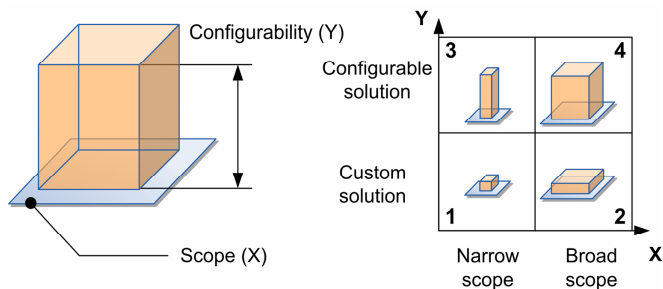 Configurability (Y)
Scope (X)
Y
3
4
Configurable
solution
Custom
solution
1
2
X
Narrow
scope
Broad
scope